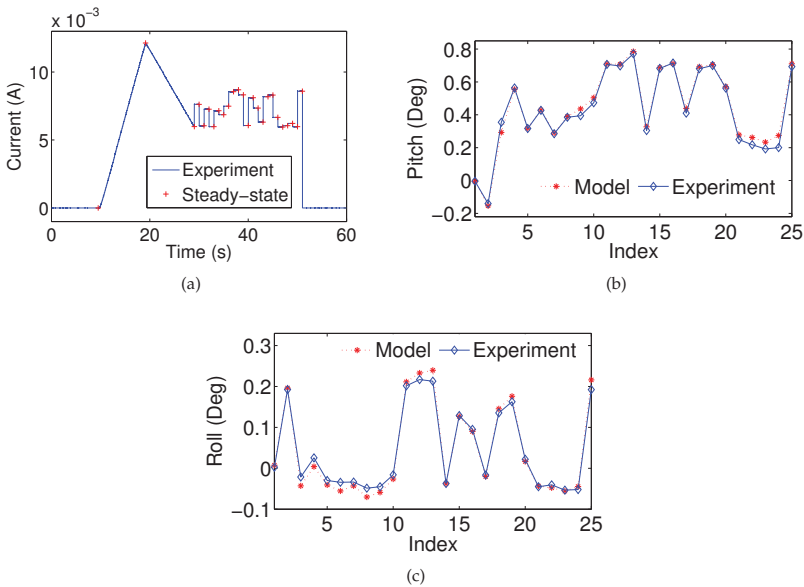 x 10⁻³
10
5
0
Current (A)
Experiment
Steady−state
0
20
40
60
Time (s)
(a)
0.8
0.6
0.4
0.2
0
−0.2
Pitch (Deg)
Model
Experiment
5
10
15
20
25
Index
(b)
0.3
0.2
0.1
0
−0.1
Roll (Deg)
Model
Experiment
5
10
15
20
25
Index
(c)